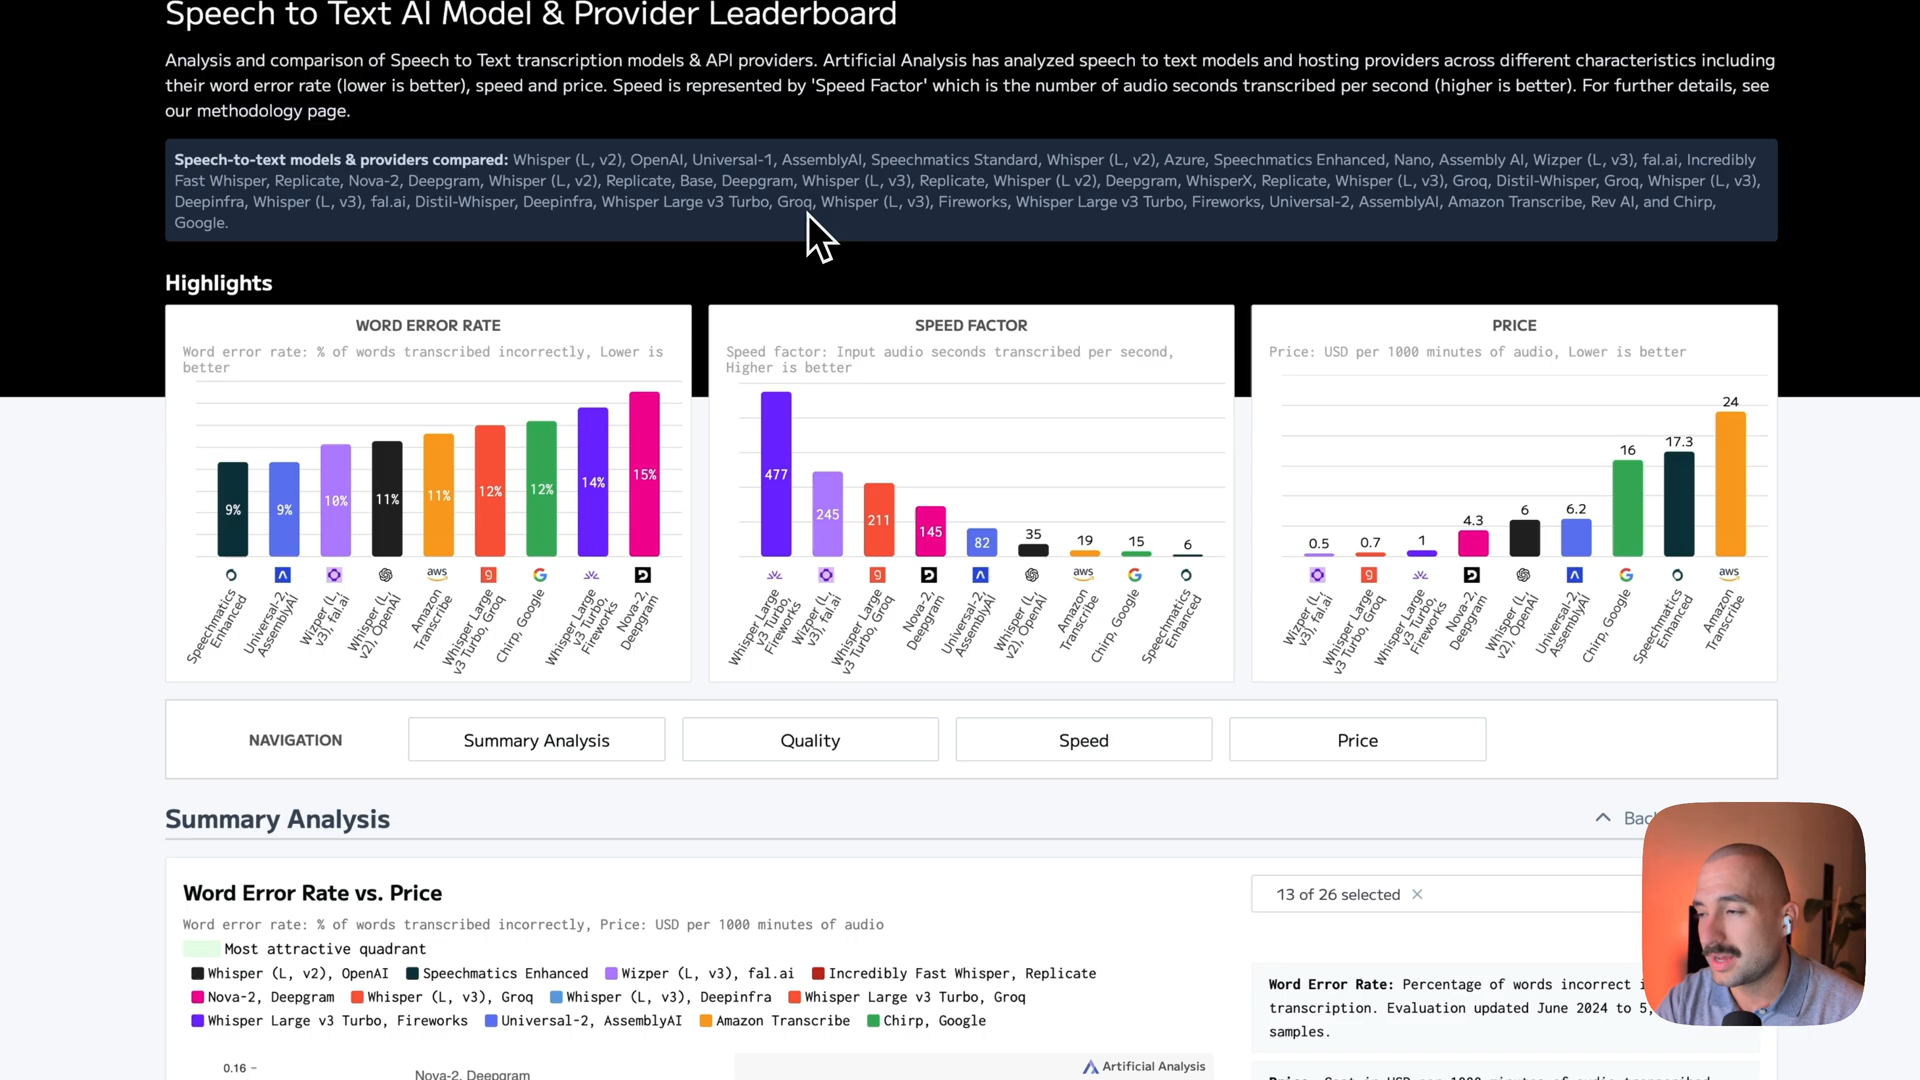 Speech to Text AI Model & Provider Leaderboard
Analysis and comparison of Speech to Text transcription models & API providers. Artificial Analysis has analyzed speech to text models and hosting providers across different characteristics including
their word error rate (lower is better), speed and price. Speed is represented by 'Speed Factor' which is the number of audio seconds transcribed per second (higher is better). For further details, see
our methodology page.
Speech-to-text models & providers compared: Whisper (L, v2), OpenAI, Universal-1, AssemblyAI, Speechmatics Standard, Whisper (L, v2), Azure, Speechmatics Enhanced, Nano, Assembly AI, Wizper (L, v3), fal.ai, Incredibly
Fast Whisper, Replicate, Nova-2, Deepgram, Whisper (L, v2), Replicate, Base, Deepgram, Whisper (L, v3), Replicate, Whisper (L v2), Deepgram, WhisperX, Replicate, Whisper (L, v3), Groq, Distil-Whisper, Groq, Whisper (L, v3),
Deepinfra, Whisper (L, v3), fal.ai, Distil-Whisper, Deepinfra, Whisper Large v3 Turbo, Groq, Whisper (L, v3), Fireworks, Whisper Large v3 Turbo, Fireworks, Universal-2, AssemblyAI, Amazon Transcribe, Rev AI, and Chirp,
Google.
Highlights
WORD ERROR RATE
Word error rate: % of words transcribed incorrectly, Lower is
better
9%
9%
10%
11%
11%
12%
12%
14%
15%
aws
Speechmatics
Enhanced
Universal-2,
AssemblyAI
Wizper (L,
v3), fal.ai
Whisper (L,
v2), OpenAI
Amazon
Transcribe
Whisper Large
v3 Turbo, Groq
Chirp, Google
Whisper Large
v3 Turbo,
Fireworks
Nova-2,
Deepgram
SPEED FACTOR
Speed factor: Input audio seconds transcribed per second,
Higher is better
477
245
211
145
82
35
19
15
6
aws
Whisper Large
v3 Turbo,
Fireworks
Wizper (L,
v3), fal.ai
Whisper Large
v3 Turbo, Groq
Nova-2,
Deepgram
Universal-2,
AssemblyAI
Whisper (L,
v2), OpenAI
Amazon
Transcribe
Chirp, Google
Speechmatics
Enhanced
PRICE
Price: USD per 1000 minutes of audio, Lower is better
0.5
0.7
1
4.3
6
6.2
16
17.3
24
aws
Wizper (L,
v3), fal.ai
Whisper Large
v3 Turbo, Groq
Whisper Large
v3 Turbo,
Fireworks
Nova-2,
Deepgram
Whisper (L,
v2), OpenAI
Universal-2,
AssemblyAI
Chirp, Google
Speechmatics
Enhanced
Amazon
Transcribe
NAVIGATION
Summary Analysis
Quality
Speed
Price
Summary Analysis
Word Error Rate vs. Price
Word error rate: % of words transcribed incorrectly, Price: USD per 1000 minutes of audio
Most attractive quadrant
Whisper (L, v2), OpenAI Speechmatics Enhanced Wizper (L, v3), fal.ai Incredibly Fast Whisper, Replicate
Nova-2, Deepgram Whisper (L, v3), Groq Whisper (L, v3), Deepinfra Whisper Large v3 Turbo, Groq
Whisper Large v3 Turbo, Fireworks Universal-2, AssemblyAI Amazon Transcribe Chirp, Google
0.16
Nova-2, Deepgram
Artificial Analysis
13 of 26 selected
Word Error Rate: Percentage of words incorrect
transcription. Evaluation updated June 2024 to 5,
samples.